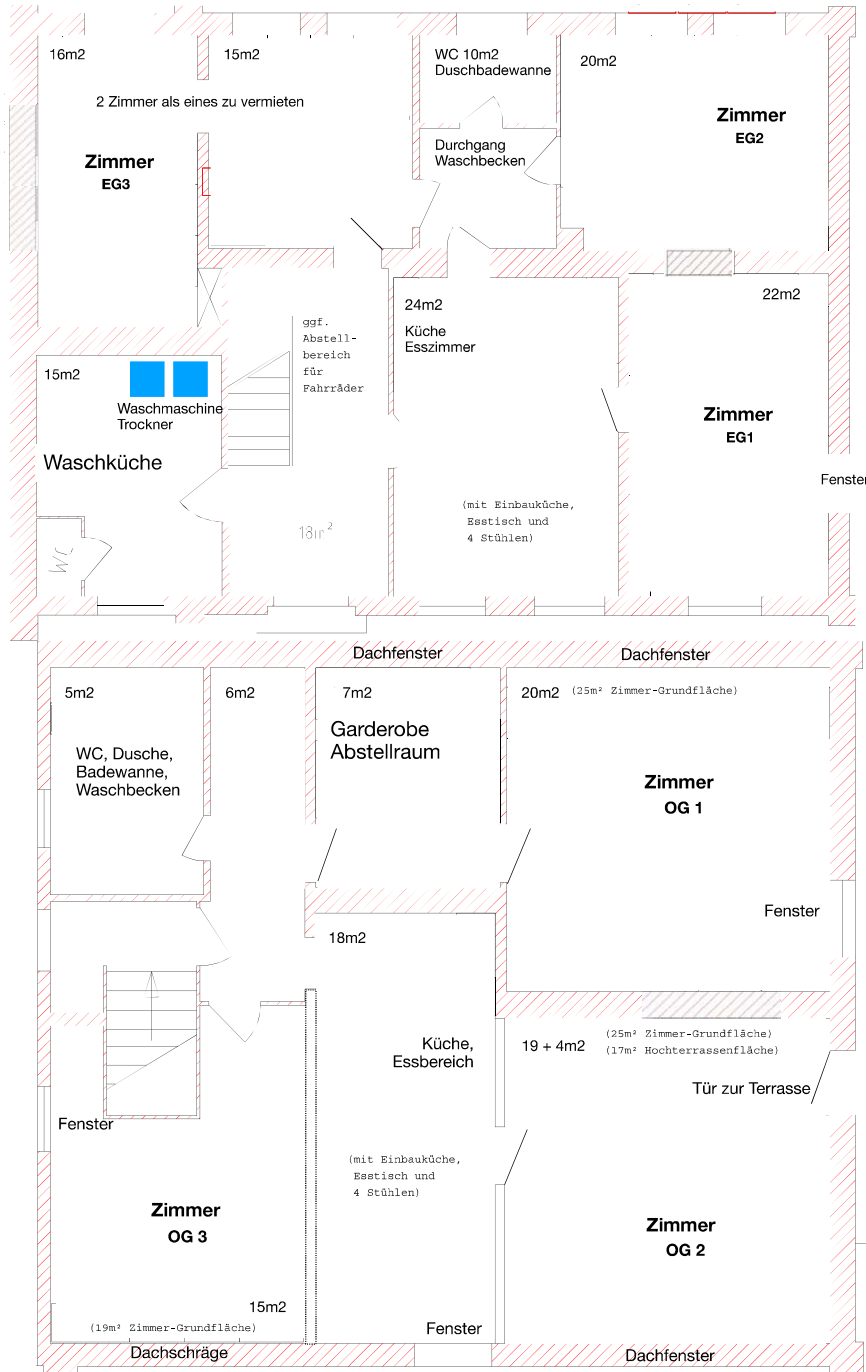 16m2
15m2
WC 10m2
Duschbadewanne
20m2
2 Zimmer als eines zu vermieten
Zimmer
EG2
Zimmer
EG3
Durchgang
Waschbecken
22m2
24m2
Küche
Esszimmer
ggf.
Abstell-
bereich
für
Fahrräder
15m2
Waschmaschine
Trockner
Zimmer
EG1
Waschküche
Fenster
(mit Einbauküche,
Esstisch und
4 Stühlen)
18m²
WC
Dachfenster
Dachfenster
5m2
6m2
7m2
20m2 (25m² Zimmer-Grundfläche)
Garderobe
Abstellraum
WC, Dusche,
Badewanne,
Waschbecken
Zimmer
OG 1
Fenster
18m2
Küche,
Essbereich
19 + 4m2
(25m² Zimmer-Grundfläche)
(17m² Hochterrassenfläche)
Tür zur Terrasse
Fenster
(mit Einbauküche,
Esstisch und
4 Stühlen)
Zimmer
OG 3
Zimmer
OG 2
15m2
(19m² Zimmer-Grundfläche)
Fenster
Dachschräge
Dachfenster